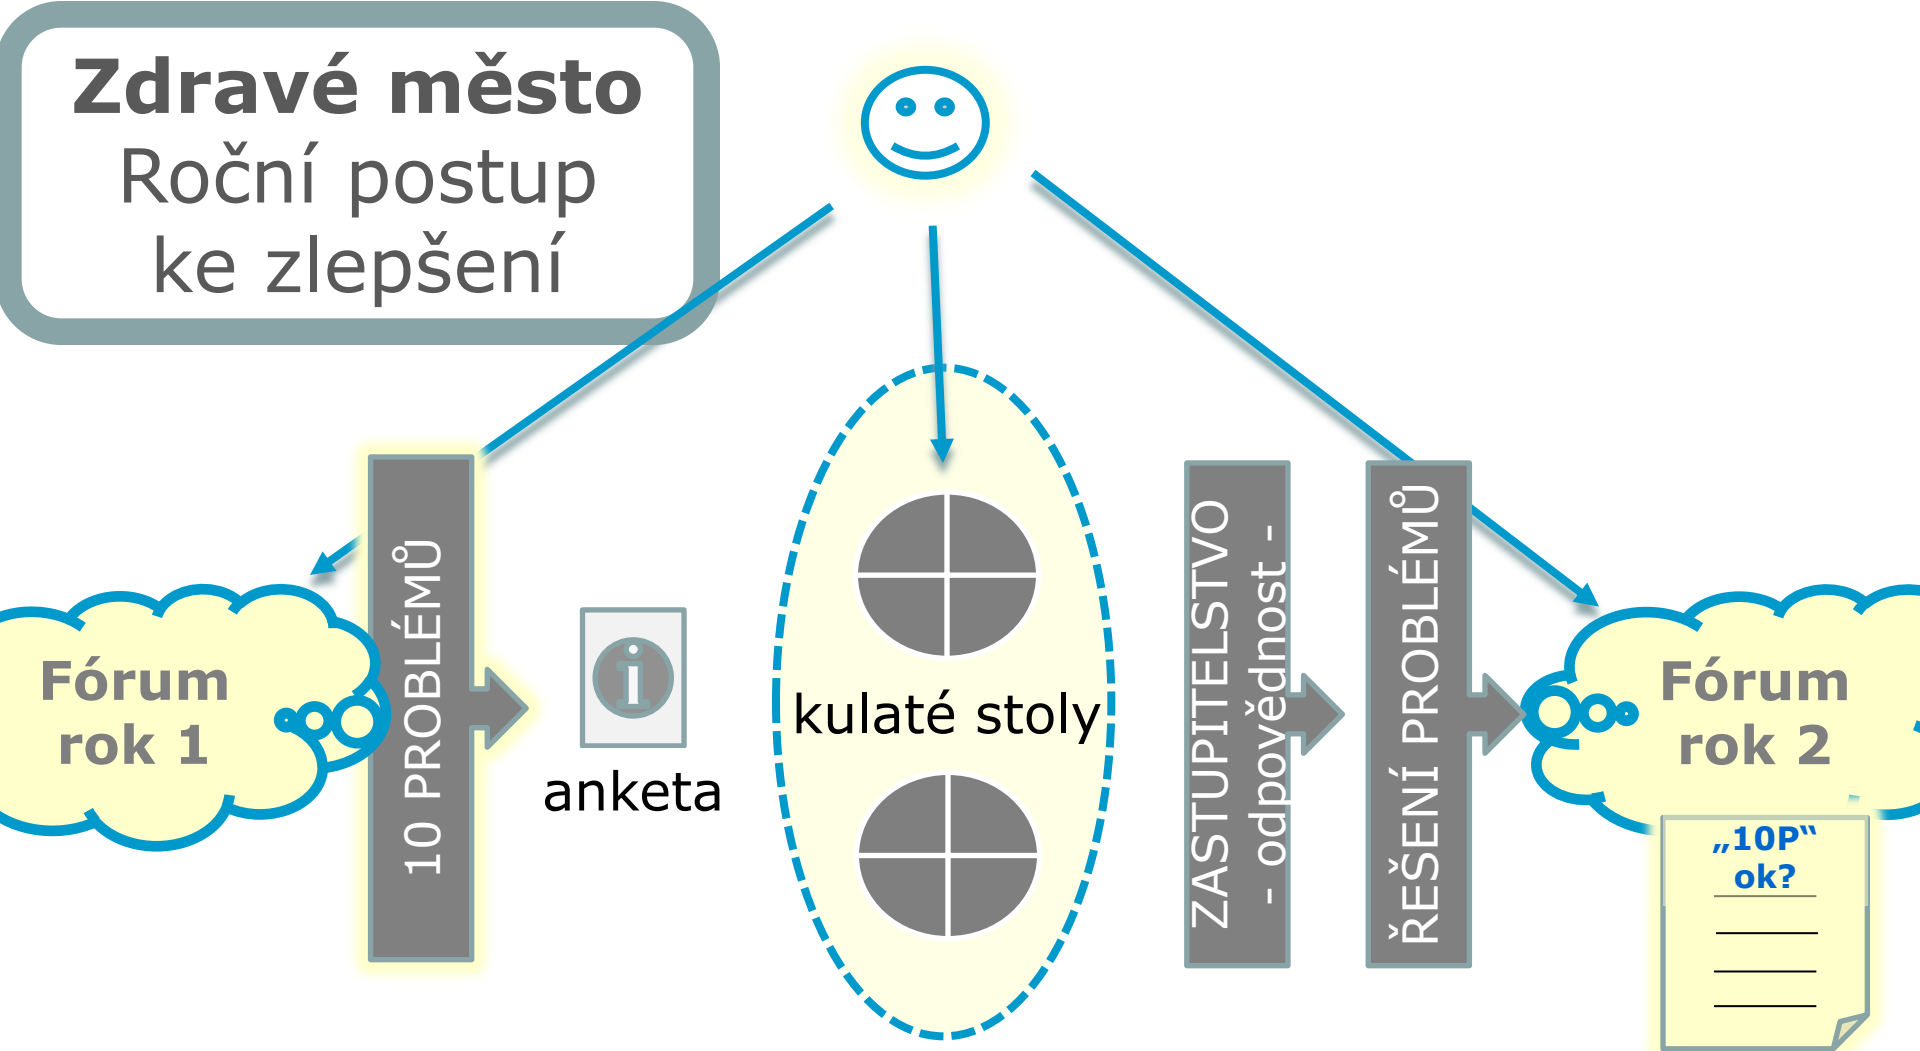 Zdravé město
Roční postup
ke zlepšení
Fórum
rok 1
10 PROBLÉMŮ
anketa
kulaté stoly
ZASTUPITELSTVO
- odpovědnost -
ŘEŠENÍ PROBLÉMŮ
Fórum
rok 2
„10P“
ok?